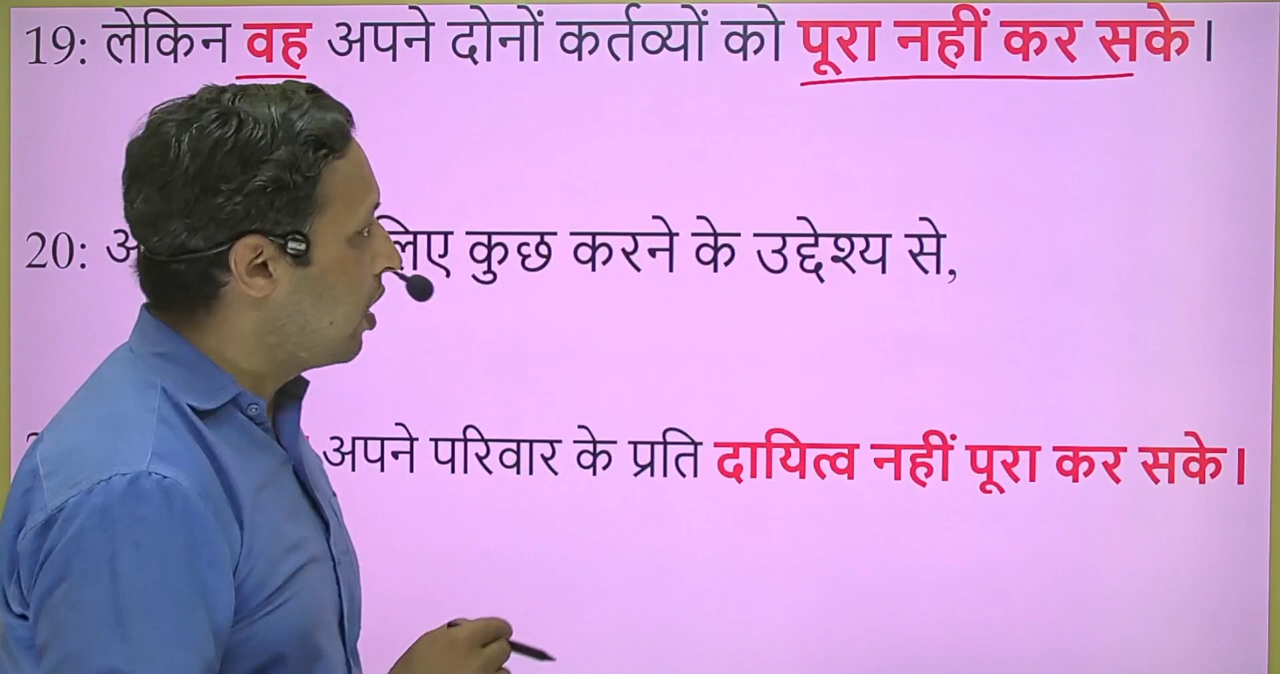 19: लेकिन वह अपने दोनों कर्तव्यों को पूरा नहीं कर सके।
20: कुछ करने के उद्देश्य से,
अपने परिवार के प्रति दायित्व नहीं पूरा कर सके।